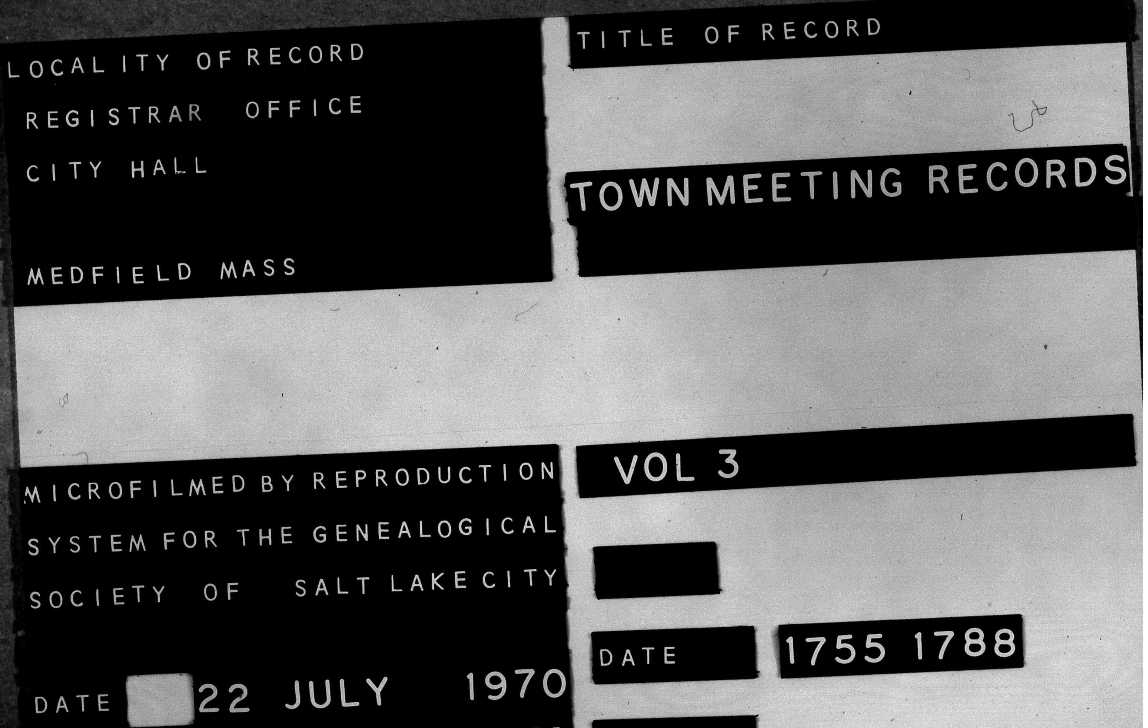 LOCALITY OF RECORD
REGISTRAR OFFICE
CITY HALL
MEDFIELD MASS
TITLE OF RECORD
TOWN MEETING RECORDS
MICROFILMED BY REPRODUCTION
SYSTEM FOR THE GENEALOGICAL
SOCIETY OF SALT LAKE CITY
DATE 22 JULY 1970
VOL 3
DATE 1755 1788